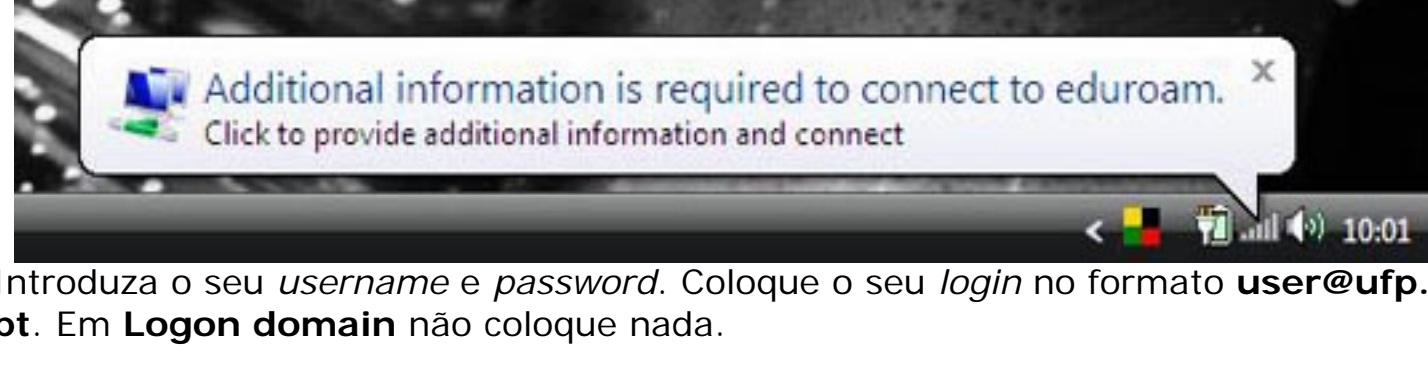 Additional information is required to connect to eduroam.
Click to provide additional information and connect
10:01
Introduza o seu username e password. Coloque o seu login no formato user@ufp.
pt. Em Logon domain não coloque nada.